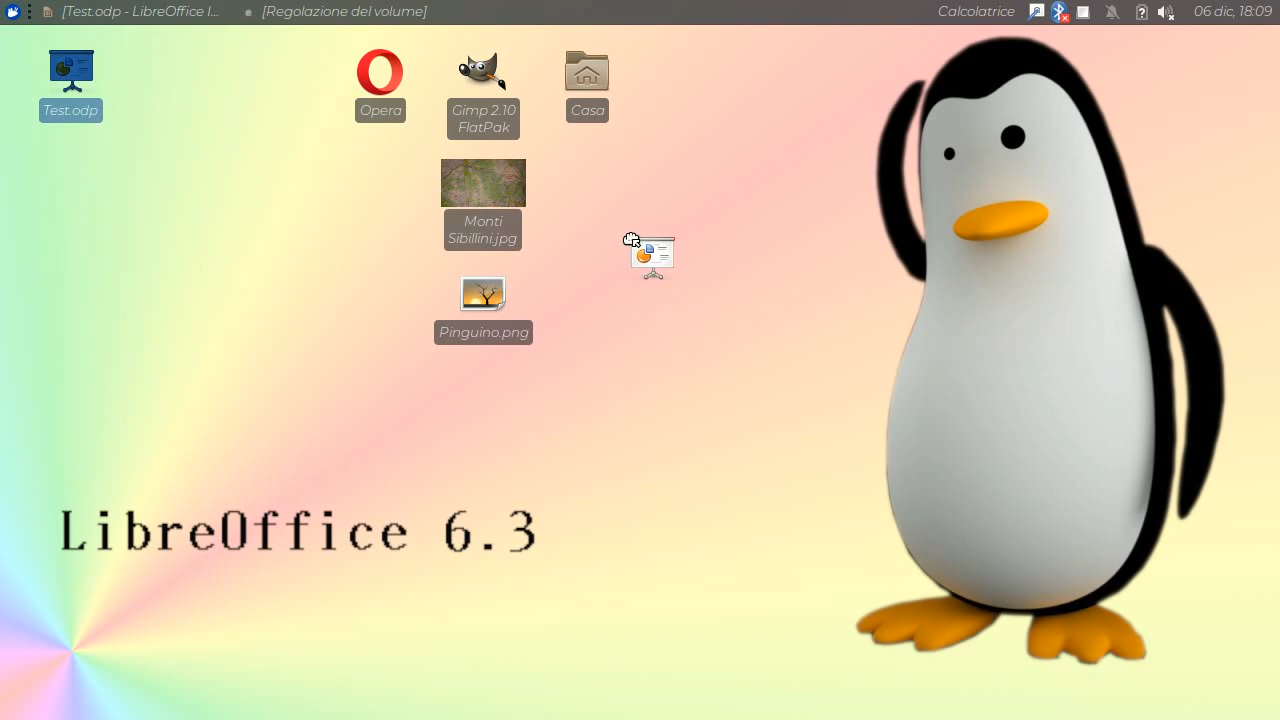 [Test.odp - LibreOffice I...
[Regolazione del volume]
Calcolatrice
06 dic, 18:09
Test.odp
Opera
Gimp 2.10
FlatPak
Casa
Monti
Sibillini.jpg
Pinguino.png
LibreOffice 6.3